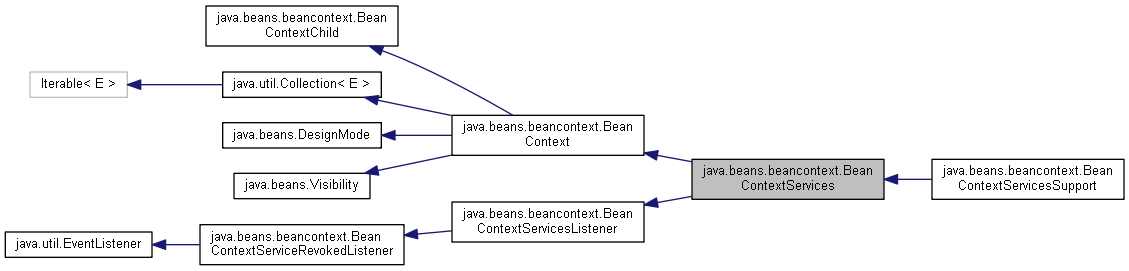 java.beans.beancontext.Bean
ContextChild
Iterable< E >
java.util.Collection< E >
java.beans.DesignMode
java.beans.Visibility
java.beans.beancontext.Bean
Context
java.beans.beancontext.Bean
ContextServices
java.beans.beancontext.Bean
ContextServicesSupport
java.beans.beancontext.Bean
ContextServicesListener
java.util.EventListener
java.beans.beancontext.Bean
ContextServiceRevokedListener